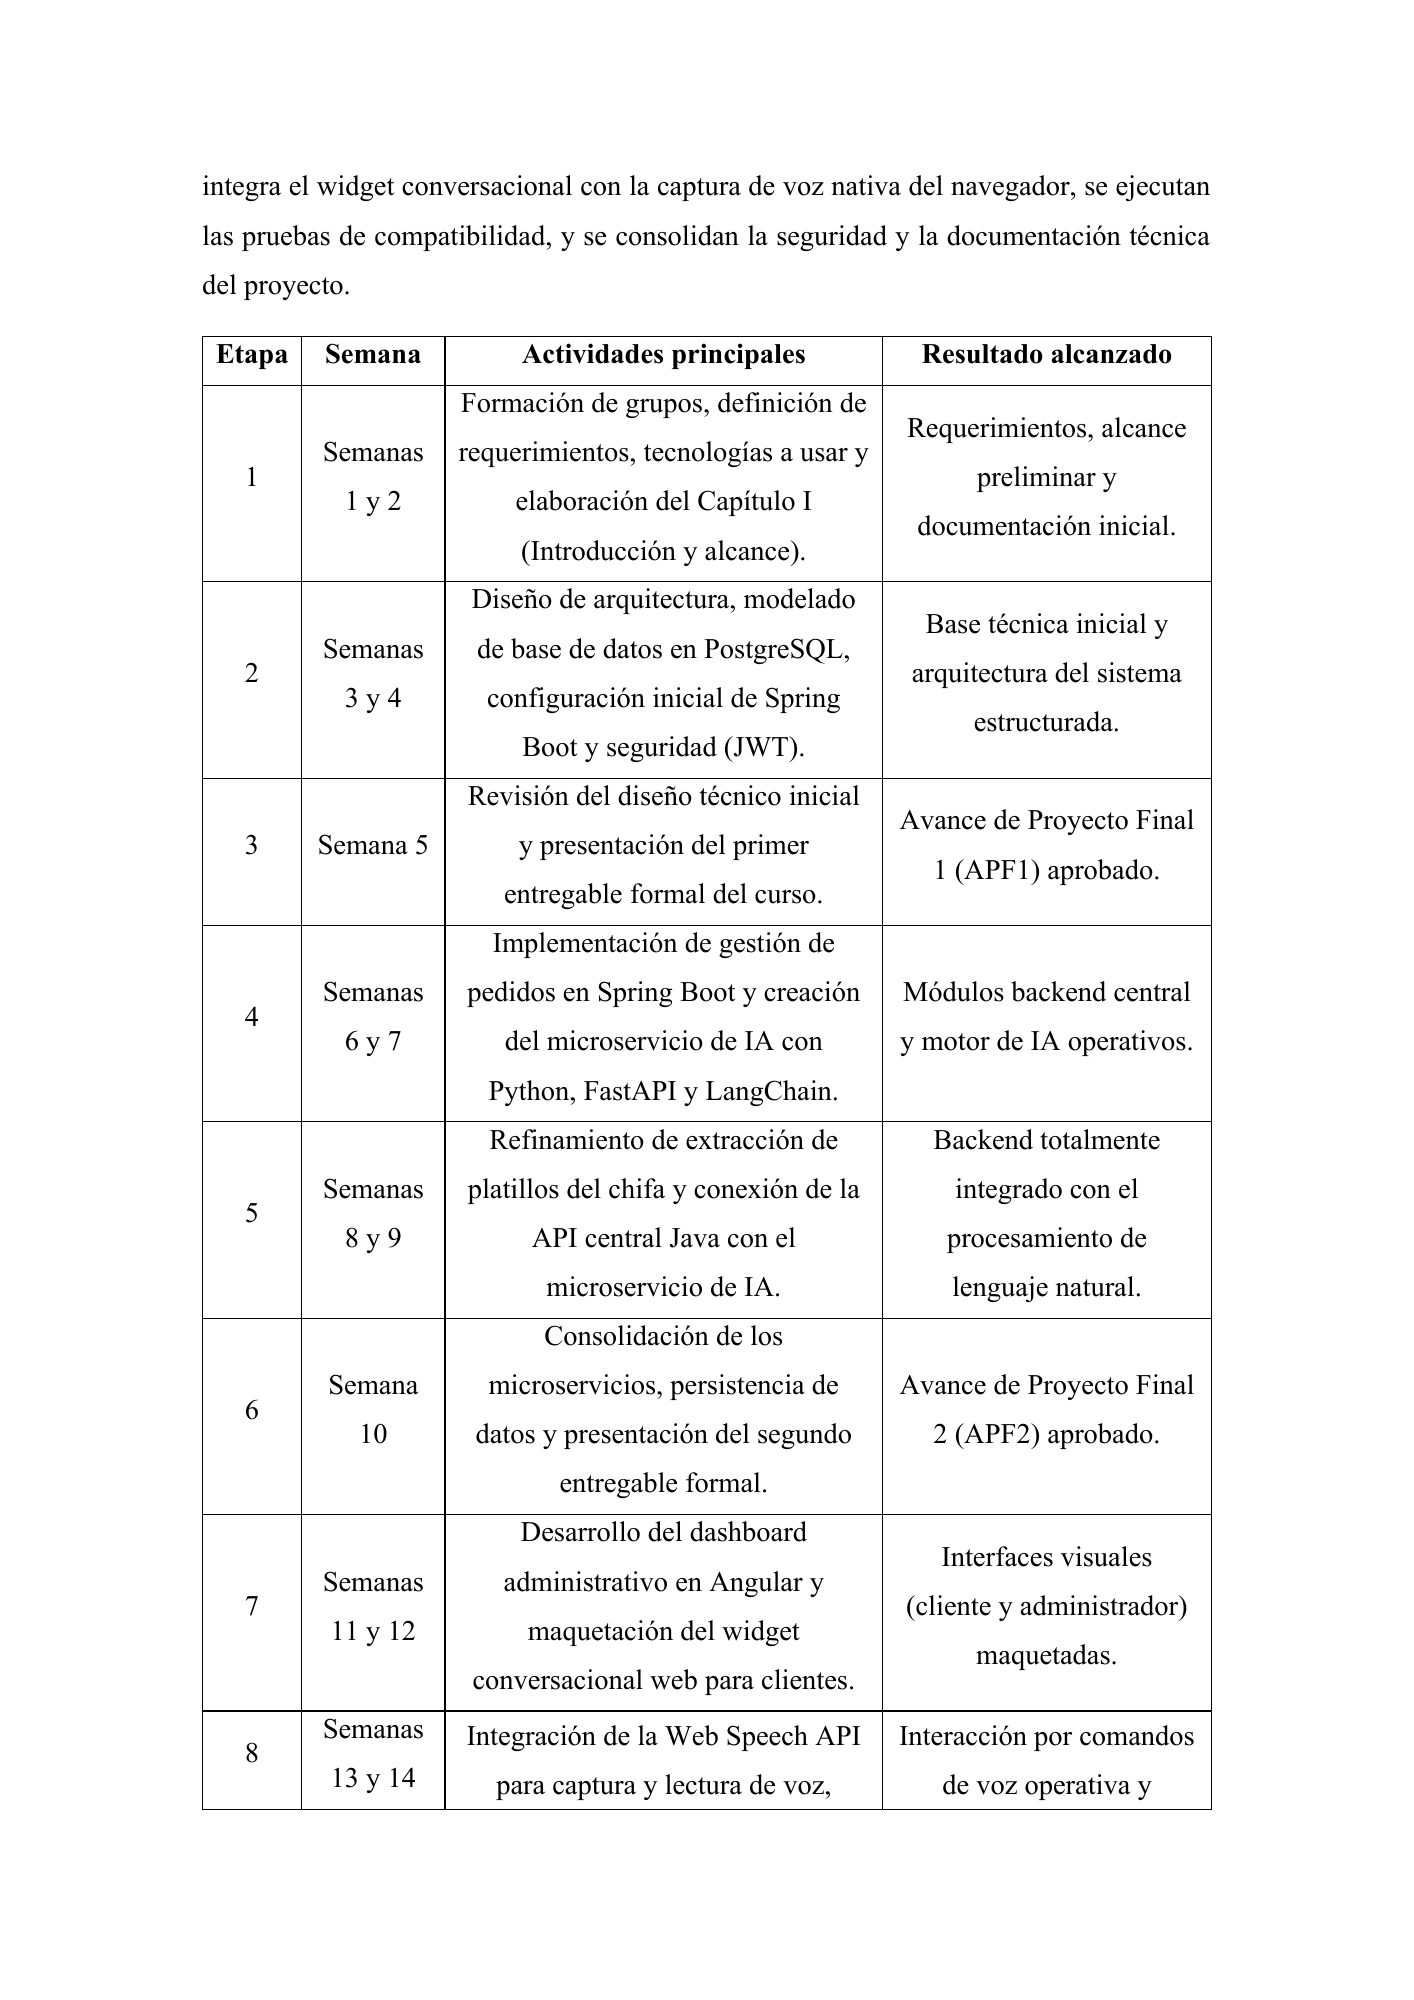 integra el widget conversacional con la captura de voz nativa del navegador, se ejecutan
las pruebas de compatibilidad, y se consolidan la seguridad y la documentación técnica
del proyecto.
Etapa Semana Actividades principales Resultado alcanzado
1
Semanas
1 y 2
Formación de grupos, definición de
requerimientos, tecnologías a usar y
elaboración del Capítulo I
(Introducción y alcance).
Requerimientos, alcance
preliminar y
documentación inicial.
2
Semanas
3 y 4
Diseño de arquitectura, modelado
de base de datos en PostgreSQL,
configuración inicial de Spring
Boot y seguridad (JWT).
Base técnica inicial y
arquitectura del sistema
estructurada.
3
Semana 5
Revisión del diseño técnico inicial
y presentación del primer
entregable formal del curso.
Avance de Proyecto Final
1 (APF1) aprobado.
4
Semanas
6 y 7
Implementación de gestión de
pedidos en Spring Boot y creación
del microservicio de IA con
Python, FastAPI y LangChain.
Módulos backend central
y motor de IA operativos.
5
Semanas
8 y 9
Refinamiento de extracción de
platillos del chifa y conexión de la
API central Java con el
microservicio de IA.
Backend totalmente
integrado con el
procesamiento de
lenguaje natural.
6
Semana
10
Consolidación de los
microservicios, persistencia de
datos y presentación del segundo
entregable formal.
Avance de Proyecto Final
2 (APF2) aprobado.
7
Semanas
11 y 12
Desarrollo del dashboard
administrativo en Angular y
maquetación del widget
conversacional web para clientes.
Interfaces visuales
(cliente y administrador)
maquetadas.
8
Semanas
13 y 14
Integración de la Web Speech API
para captura y lectura de voz,
Interacción por comandos
de voz operativa y